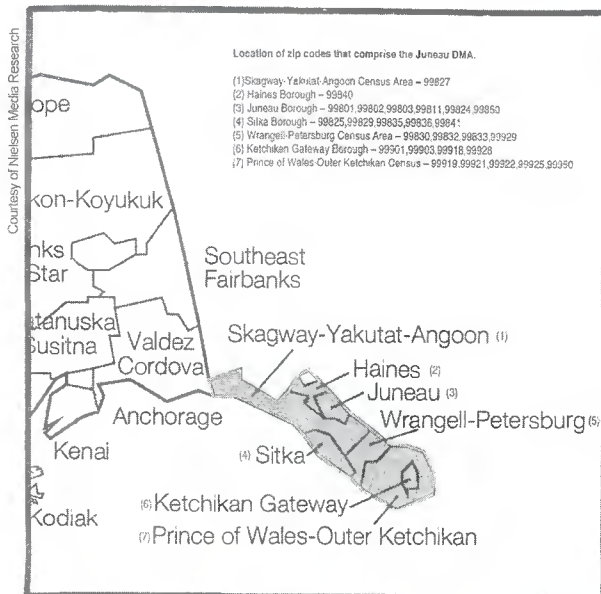 Courtesy of Nielsen Media Research
Location of zip codes that comprise the Juneau DMA.
(1)Skagway-Yakutat-Angoon Census Area – 99827
(2) Haines Borough – 99840
(3) Juneau Borough – 99801,99802,99803,99811,99824,99850
(4) Sitka Borough – 99825,99829,99835,99836,9984
(5) Wrangell-Petersburg Census Area – 99830,99832,99833,99929
(6) Ketchikan Gateway Borough – 99901,99903,99918,99928
(7) Prince of Wales-Outer Ketchikan Census – 99919,99921,99922,99925,99950
ope
kon-Koyukuk
nks
Star
Southeast
Fairbanks
atanuska
Susitna
Valdez
Cordova
Skagway-Yakutat-Angoon (1)
Haines (2)
Juneau (3)
Anchorage
Wrangell-Petersburg (5)
Kenai
(4) Sitka
(6) Ketchikan Gateway
Kodiak
(7) Prince of Wales-Outer Ketchikan